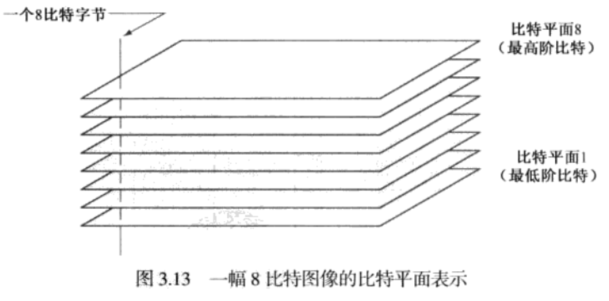 一个8比特字节
比特平面8
（最高阶比特）
比特平面1
（最低阶比特）
图 3.13 一幅 8 比特图像的比特平面表示